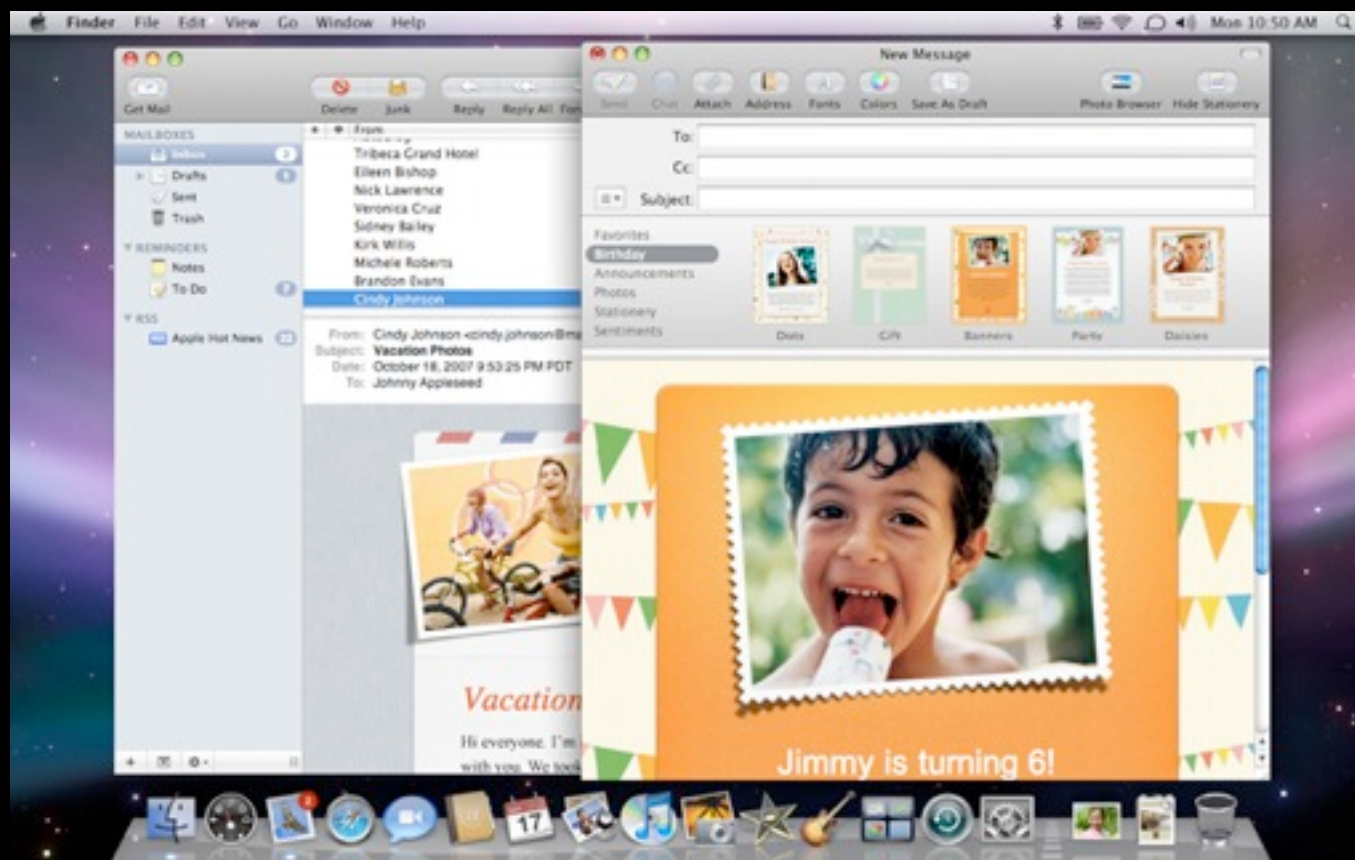 Finder File Edit View Go Window Help
Mon 10:50 AM
Get Mail
Delete Junk Reply Reply All
MAILBOXES
Inbox
Drafts
Sent
Trash
REMINDERS
Notes
To Do
RSS
Apple Hot News
From
Tribeca Grand Hotel
Eileen Bishop
Nick Lawrence
Veronica Cruz
Sidney Bailey
Kirk Willis
Michele Roberts
Brandon Evans
Cindy Johnson
From: Cindy Johnson
Subject: Vacation Photos
Date: October 18, 2007 9:53:25 PM PDT
To: Johnny Appleseed
Vacation
Hi everyone. I'm
with you. We took
New Message
Send Chat Attach Address Fonts Colors Save As Draft Photo Browser Hide Stationery
To:
Cc:
Subject:
Favorites
Birthday
Announcements
Photos
Stationery
Sentiments
Dots Gift Banners Party Daisies
Jimmy is turning 6!
17